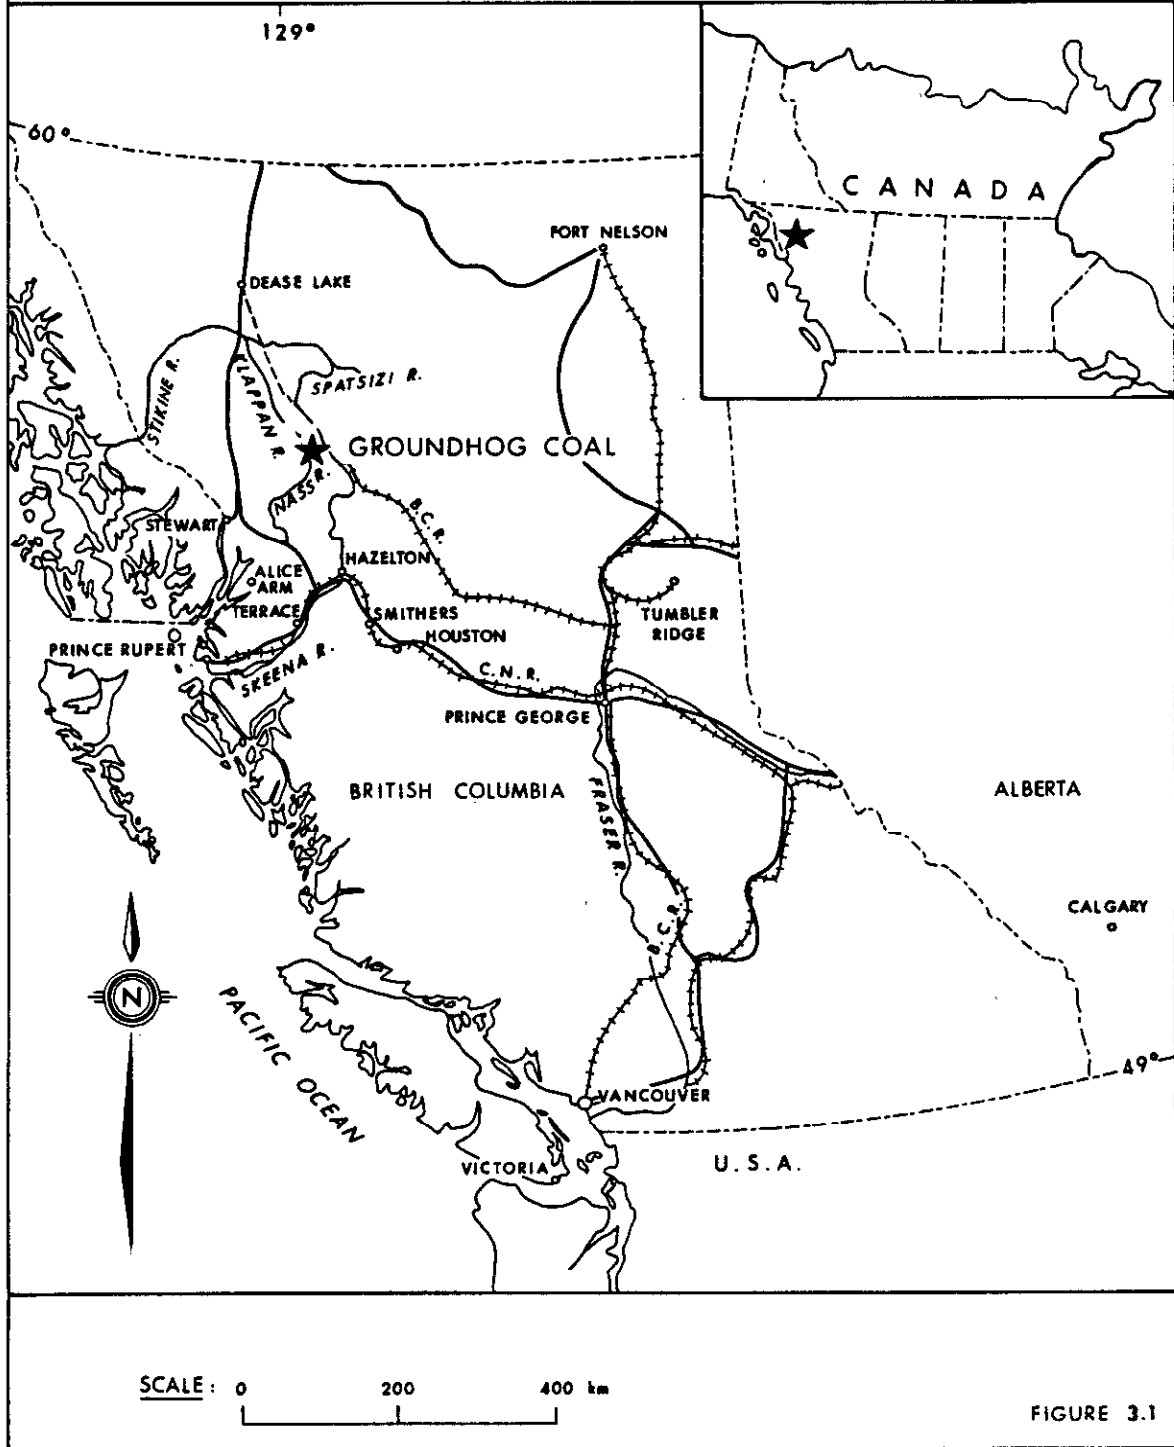 129°
60°
CANADA
FORT NELSON
DEASE LAKE
STIKINE R.
KLAPPAN R.
SPATSIZI R.
GROUNDHOG COAL
NASS R.
B.C.R.
STEWART
HAZELTON
ALICE
ARM
TERRACE
SMITHERS
TUMBLER
RIDGE
HOUSTON
PRINCE RUPERT
SKEENA R.
C.N.R.
PRINCE GEORGE
BRITISH COLUMBIA
FRASER R.
ALBERTA
CALGARY
B.C.R.
N
PACIFIC OCEAN
49°
VANCOUVER
VICTORIA
U.S.A.
SCALE : 0 200 400 km
FIGURE 3.1